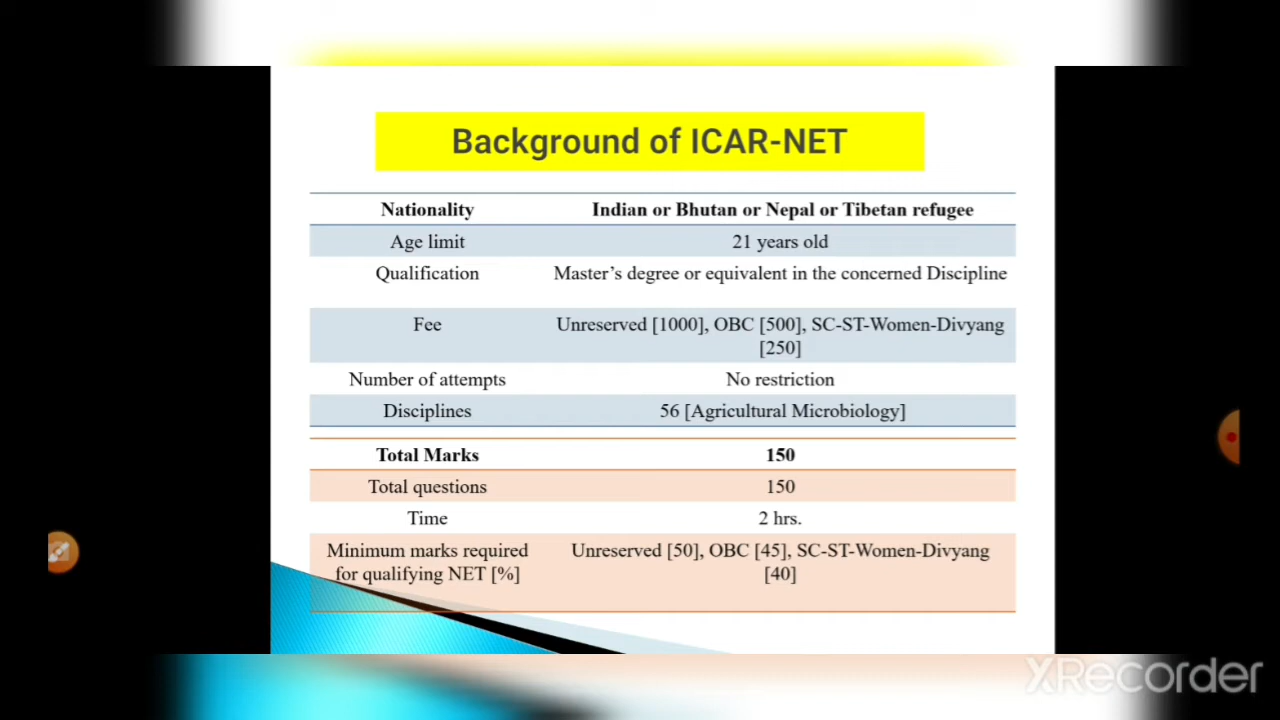 Background of ICAR-NET
Nationality Indian or Bhutan or Nepal or Tibetan refugee
Age limit 21 years old
Qualification Master's degree or equivalent in the concerned Discipline
Fee Unreserved [1000], OBC [500], SC-ST-Women-Divyang
[250]
Number of attempts No restriction
Disciplines 56 [Agricultural Microbiology]
Total Marks 150
Total questions 150
Time 2 hrs.
Minimum marks required Unreserved [50], OBC [45], SC-ST-Women-Divyang
for qualifying NET [%] [40]
XRecorder